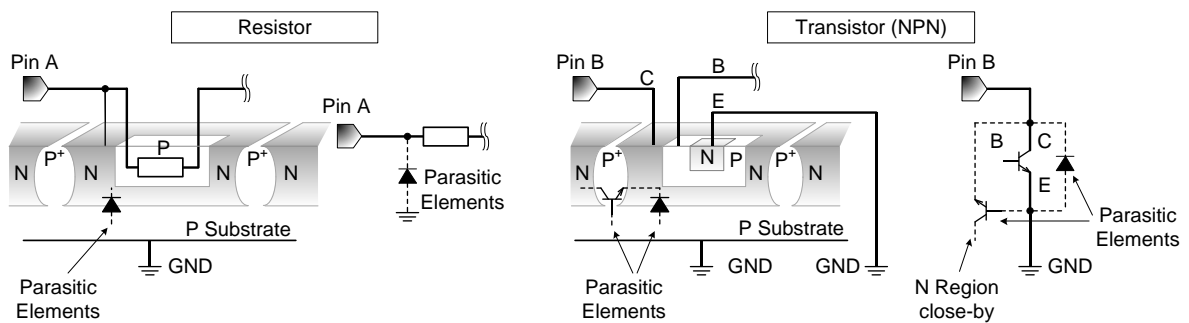 Resistor
Transistor (NPN)
Pin A
Pin A
N
P+
N
P
N
P+
N
Parasitic
Elements
P Substrate
GND
Parasitic
Elements
Pin B
C
B
E
N
P+
N
N
P
N
P+
N
P Substrate
GND
GND
Parasitic
Elements
Pin B
B
C
E
Parasitic
Elements
GND
N Region
close-by